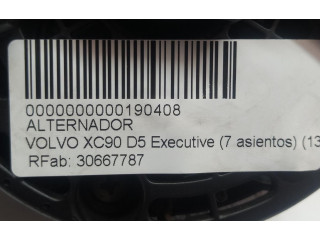 0000000000190408
ALTERNADOR
VOLVO XC90 D5 Executive (7 asientos) (13
RFab: 30667787